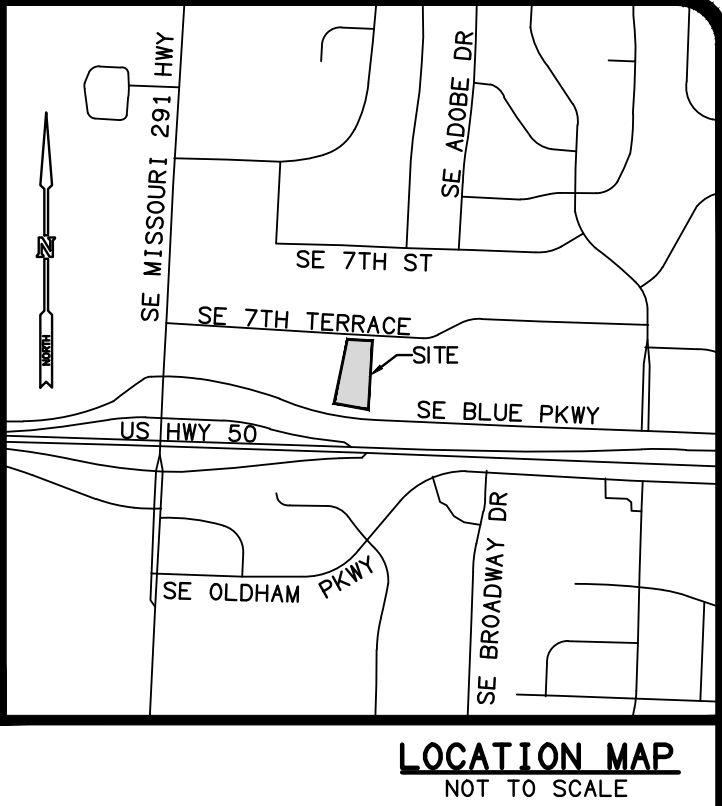 SE MISSOURI 291 HWY
SE ADOBE DR
N
NORTH
SE 7TH ST
SE 7TH TERRACE
SITE
SE BLUE PKWY
US HWY 50
SE OLDHAM PKWY
SE BROADWAY DR
LOCATION MAP
NOT TO SCALE